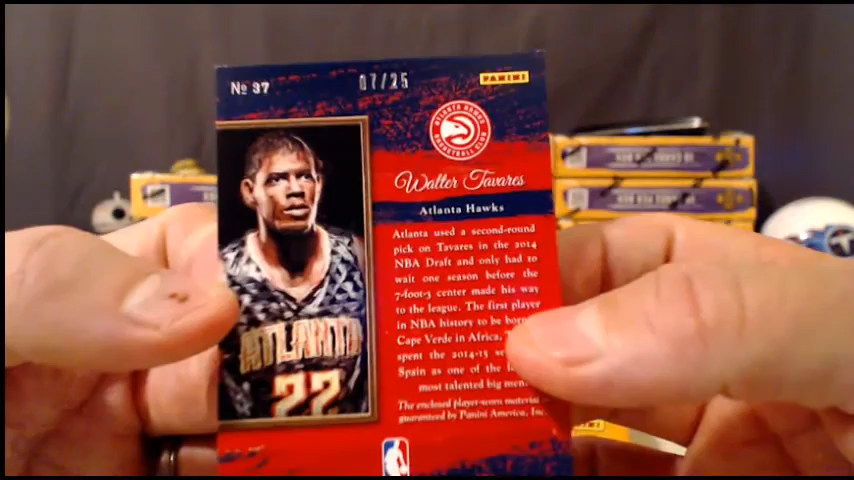 No 37
07/25
PANINI
ATLANTA HAWKS
BASKETBALL CLUB
Walter Tavares
Atlanta Hawks
Atlanta used a second-round
pick on Tavares in the 2014
NBA Draft and only had to
wait one season before the
7-foot-3 center made his way
to the league. The first player
in NBA history to be bor
Cape Verde in Africa,
spent the 2014-15 se
Spain as one of the
most talented big men
The enclosed player-worn material
guaranteed by Panini America, Inc.
ATLANTA
22